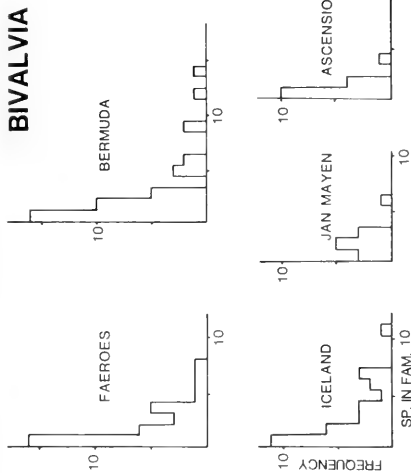 BIVALVIA
FAEROES
10
10
BERMUDA
10
10
ICELAND
10
FREQUENCY
SP. IN FAM. 10
JAN MAYEN
10
10
ASCENSIO
10